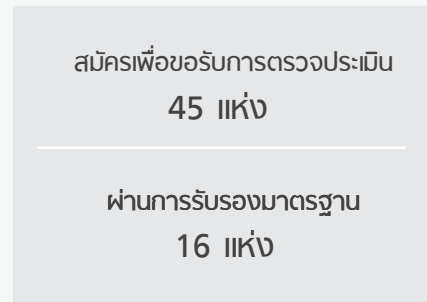 สมัครเพื่อขอรับการตรวจประเมิน
45 แห่ง
ผ่านการรับรองมาตรฐาน
16 แห่ง